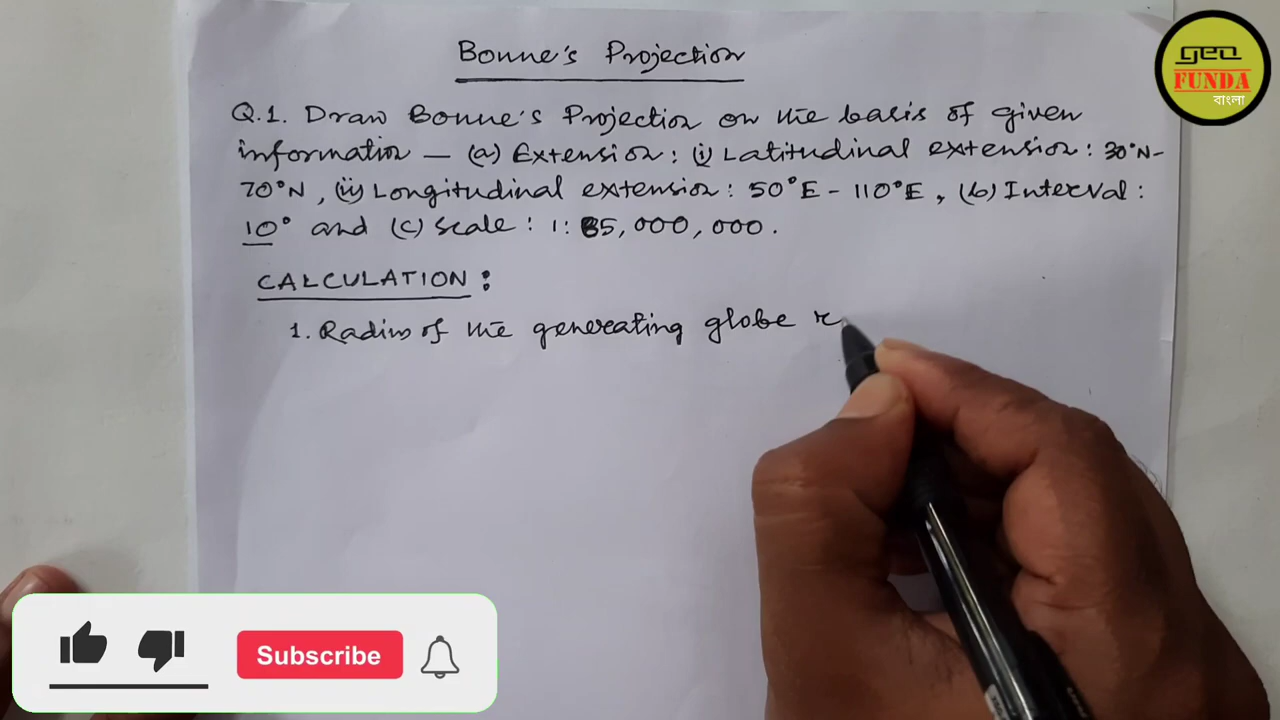 geo
FUNDA
বাংলা
Bonne's Projection
Q.1. Draw Bonne's Projection on the basis of given
information — (a) Extension: (i) Latitudinal extension: 30°N-
70°N, (ii) Longitudinal extension: 50°E - 110°E, (b) Interval:
10° and (c) Scale: 1: 85,000,000.
CALCULATION:
1. Radius of the generating globe r
Subscribe